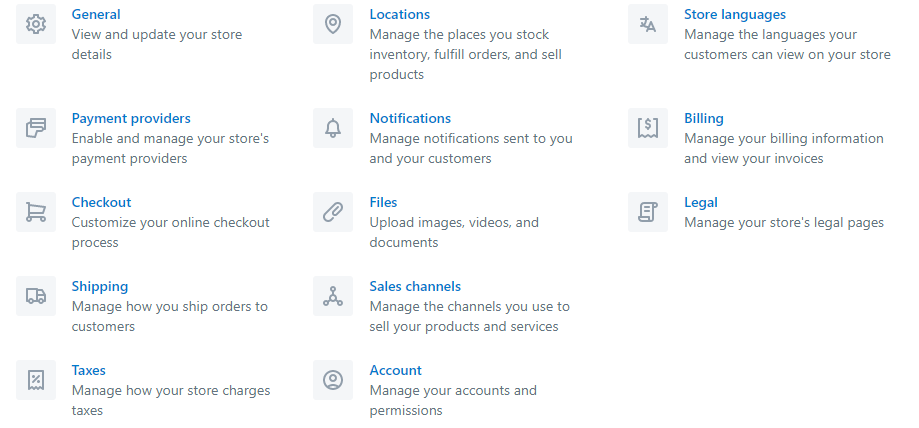 General
View and update your store
details
Payment providers
Enable and manage your store's
payment providers
Checkout
Customize your online checkout
process
Shipping
Manage how you ship orders to
customers
Taxes
Manage how your store charges
taxes
Locations
Manage the places you stock
inventory, fulfill orders, and sell
products
Notifications
Manage notifications sent to you
and your customers
Files
Upload images, videos, and
documents
Sales channels
Manage the channels you use to
sell your products and services
Account
Manage your accounts and
permissions
Store languages
Manage the languages your
customers can view on your store
Billing
Manage your billing information
and view your invoices
Legal
Manage your store's legal pages